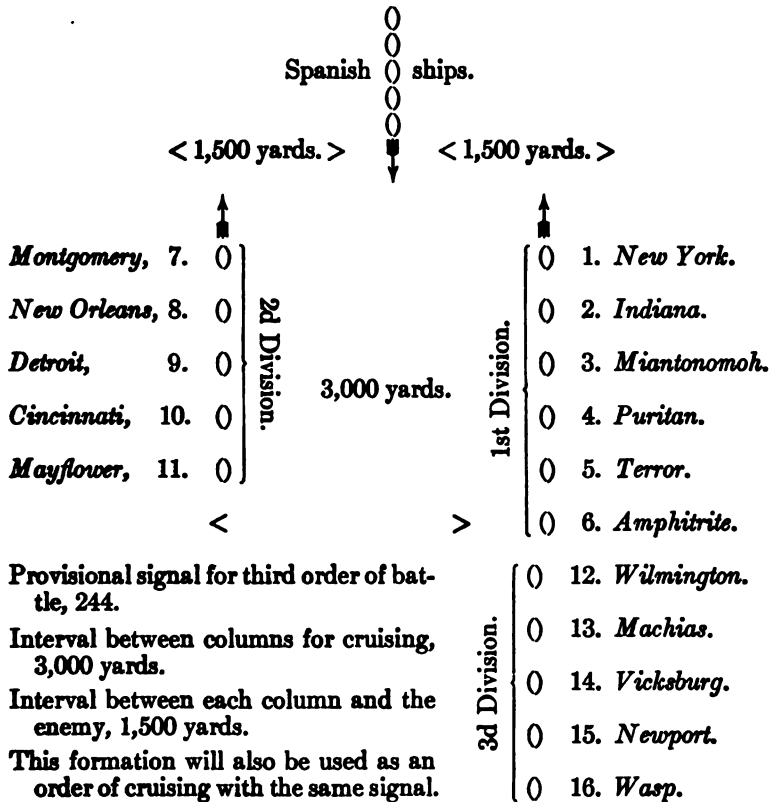 Spanish ships.
< 1,500 yards. > < 1,500 yards. >
Montgomery, 7. 1. New York.
New Orleans, 8. 2. Indiana.
Detroit, 9. 3. Miantonomoh.
Cincinnati, 10. 4. Puritan.
Mayflower, 11. 5. Terror.
6. Amphitrite.
2d Division.
3,000 yards.
1st Division.
< >
Provisional signal for third order of bat-
tle, 244.
Interval between columns for cruising,
3,000 yards.
Interval between each column and the
enemy, 1,500 yards.
This formation will also be used as an
order of cruising with the same signal.
3d Division.
12. Wilmington.
13. Machias.
14. Vicksburg.
15. Newport.
16. Wasp.